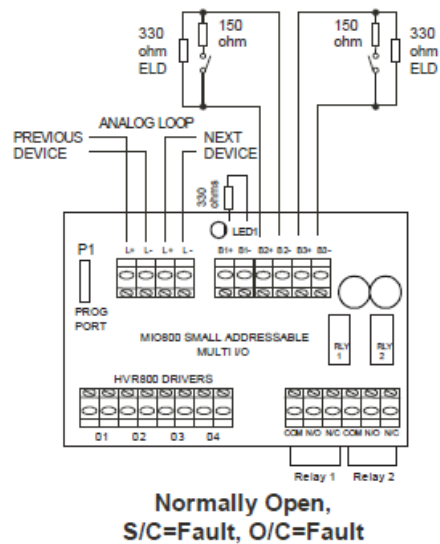 330 ohm ELD
150 ohm
150 ohm
330 ohm ELD
ANALOG LOOP
PREVIOUS DEVICE
NEXT DEVICE
330 ohms
LED1
P1
L+ L- L+ L-
B1+ B1- B2+ B2- B3+ B3-
PROG PORT
RLY 1
RLY 2
MIO800 SMALL ADDRESSABLE
MULTI I/O
HVR800 DRIVERS
01 02 03 04
COM N/O N/C COM N/O N/C
Relay 1 Relay 2
Normally Open,
S/C=Fault, O/C=Fault